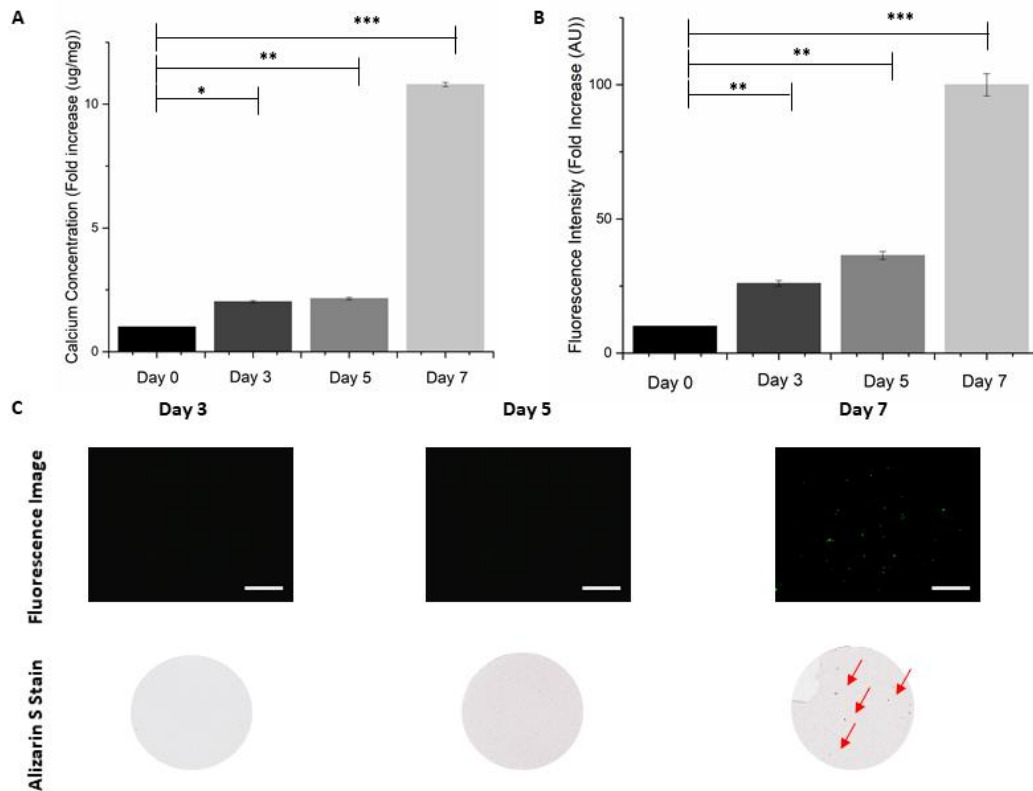 A
Calcium Concentration (Fold increase (ug/mg))
10
5
0
***
**
*
Day 0 Day 3 Day 5 Day 7
B
Fluorescence Intensity (Fold Increase (AU))
100
50
0
***
**
**
Day 0 Day 3 Day 5 Day 7
C
Day 3 Day 5 Day 7
Fluorescence Image
Alizarin S Stain